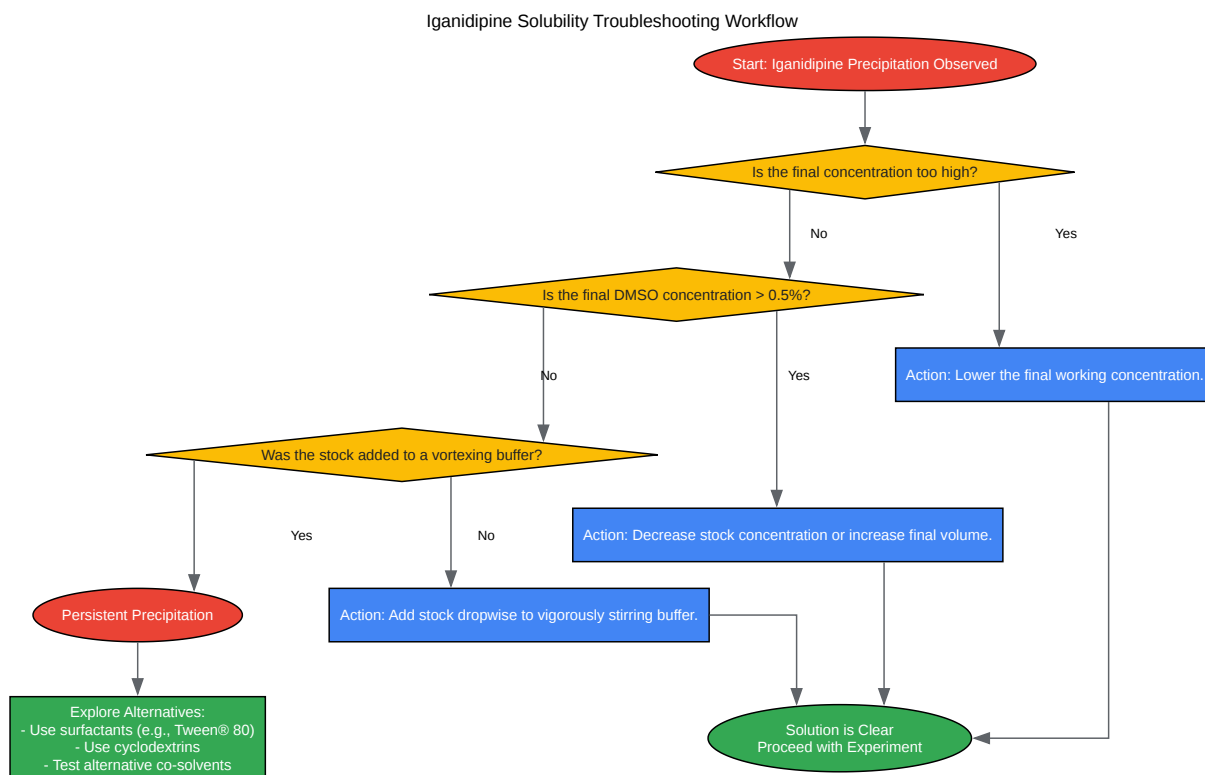 Iganidipine Solubility Troubleshooting Workflow
Start: Iganidipine Precipitation Observed
Is the final concentration too high?
No
Yes
Is the final DMSO concentration > 0.5%?
No
Yes
Action: Lower the final working concentration.
Was the stock added to a vortexing buffer?
Yes
No
Action: Decrease stock concentration or increase final volume.
Persistent Precipitation
Action: Add stock dropwise to vigorously stirring buffer.
Explore Alternatives:
- Use surfactants (e.g., Tween® 80)
- Use cyclodextrins
- Test alternative co-solvents
Solution is Clear
Proceed with Experiment